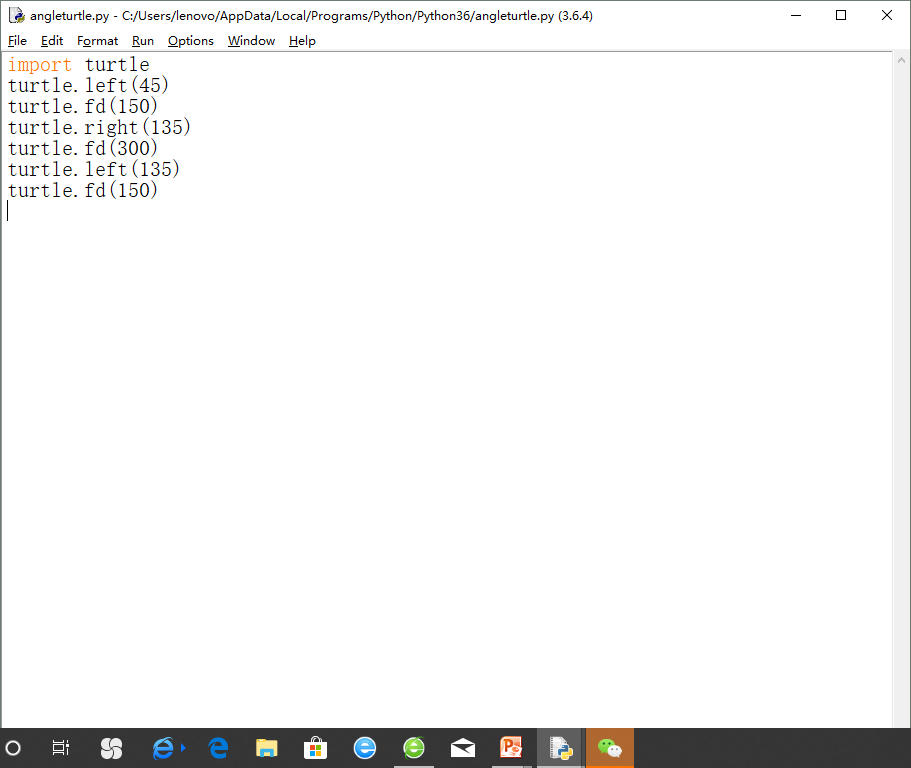 angleturtle.py - C:/Users/lenovo/AppData/Local/Programs/Python/Python36/angleturtle.py (3.6.4)
File Edit Format Run Options Window Help
import turtle
turtle.left(45)
turtle.fd(150)
turtle.right(135)
turtle.fd(300)
turtle.left(135)
turtle.fd(150)